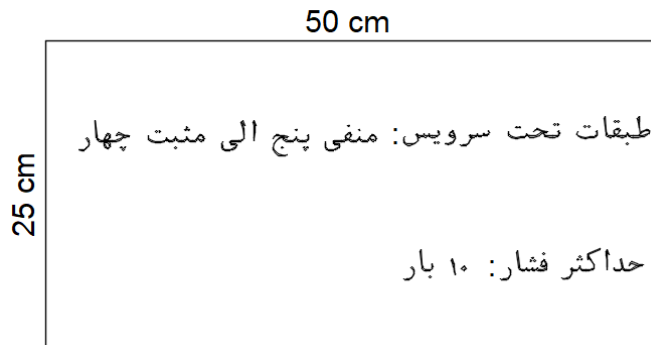 50 cm
25 cm
طبقات تحت سرویس: منفی پنج الی مثبت چهار
حداکثر فشار: ۱۰ بار